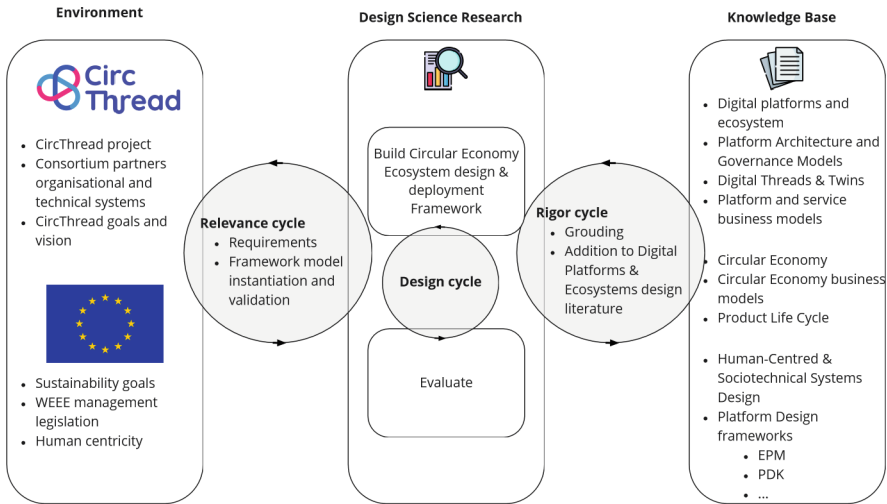 Environment
Circ
Thread
• CircThread project
• Consortium partners
organisational and
technical systems
• CircThread goals and
vision
• Sustainability goals
• WEEE management
legislation
• Human centricity
Relevance cycle
• Requirements
• Framework model
instantiation and
validation
Design Science Research
Build Circular Economy
Ecosystem design &
deployment
Framework
Design cycle
Evaluate
Rigor cycle
• Grouding
• Addition to Digital
Platforms &
Ecosystems design
literature
Knowledge Base
• Digital platforms and
ecosystem
• Platform Architecture and
Governance Models
• Digital Threads & Twins
• Platform and service
business models
• Circular Economy
• Circular Economy business
models
• Product Life Cycle
• Human-Centred &
Sociotechnical Systems
Design
• Platform Design
frameworks
• EPM
• PDK
• ...